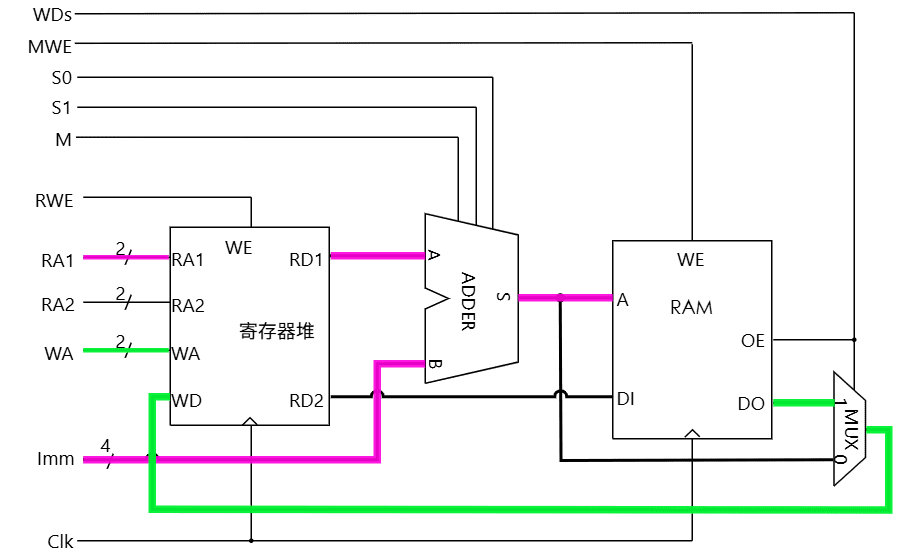 WDs
MWE
S0
S1
M
RWE
WE
RA1
2
RA1
RD1
A
ADDER
S
A
WE
RAM
RA2
2
RA2
寄存器堆
OE
WA
2
WA
B
WD
RD2
DI
DO
1
MUX
0
Imm
4
Clk